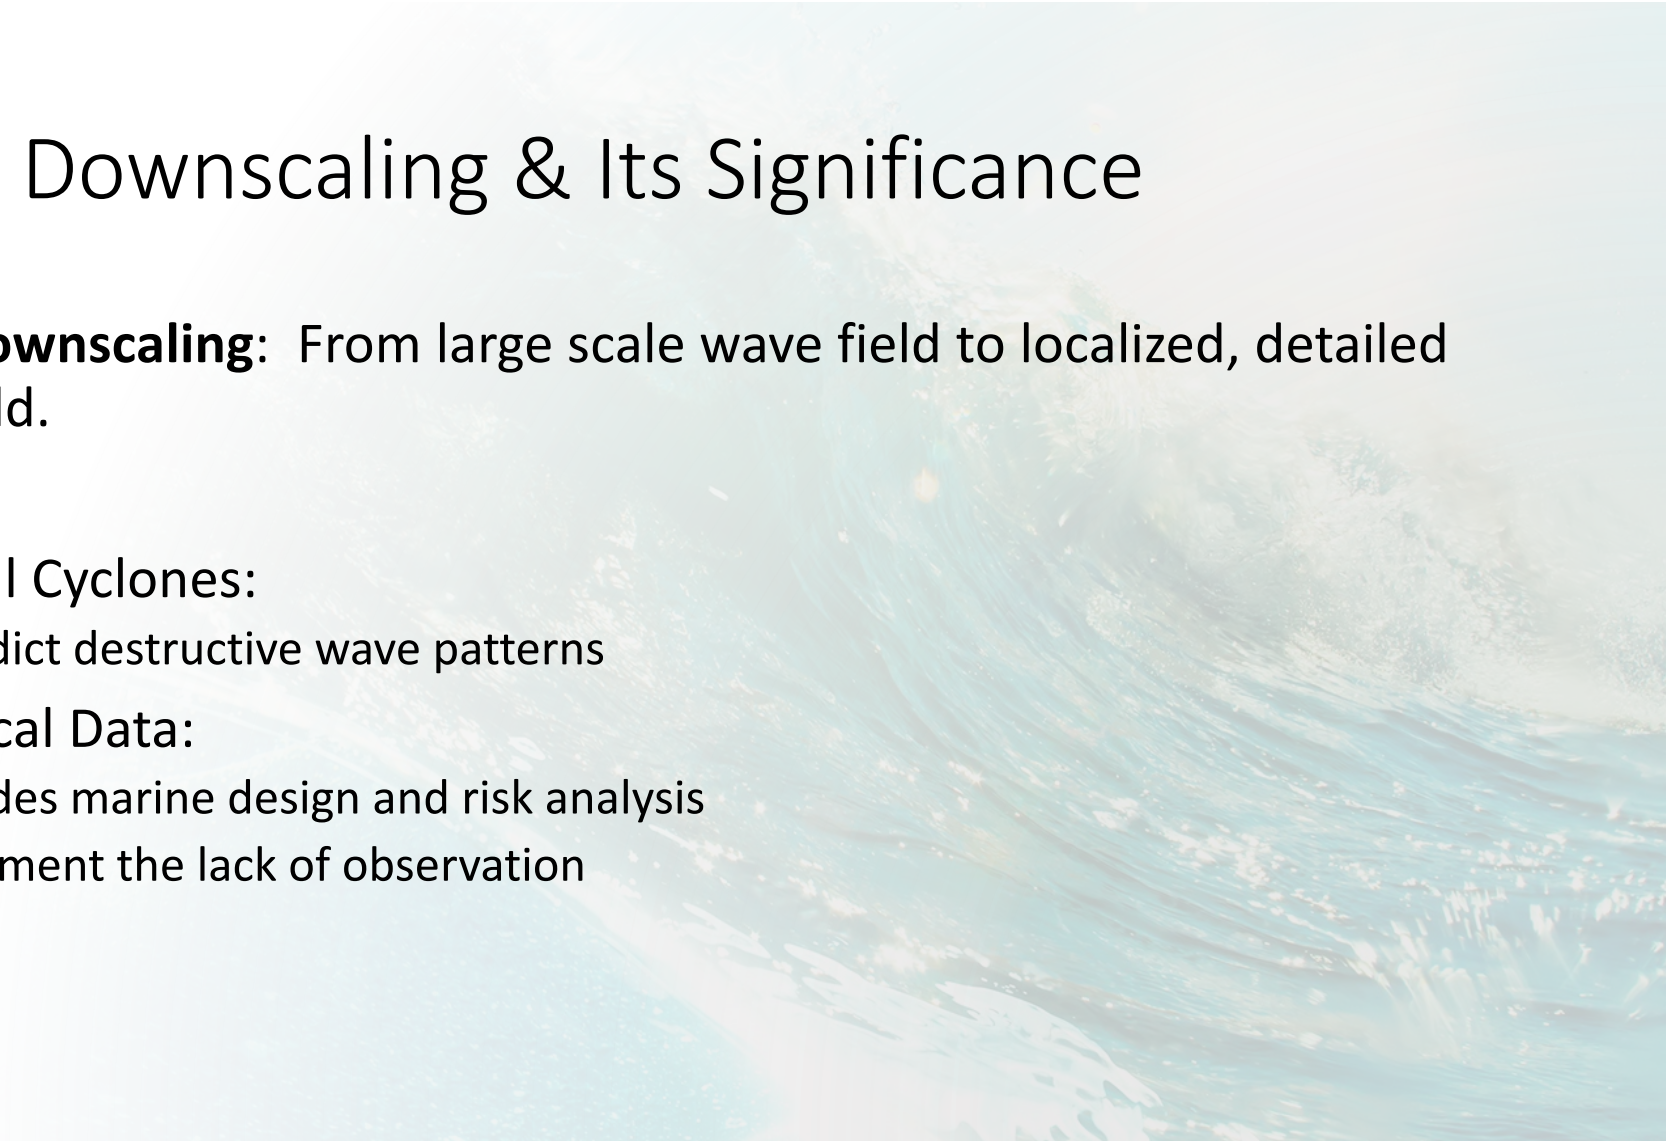 Downscaling & Its Significance
ownscaling: From large scale wave field to localized, detailed
ld.
l Cyclones:
dict destructive wave patterns
cal Data:
des marine design and risk analysis
ment the lack of observation